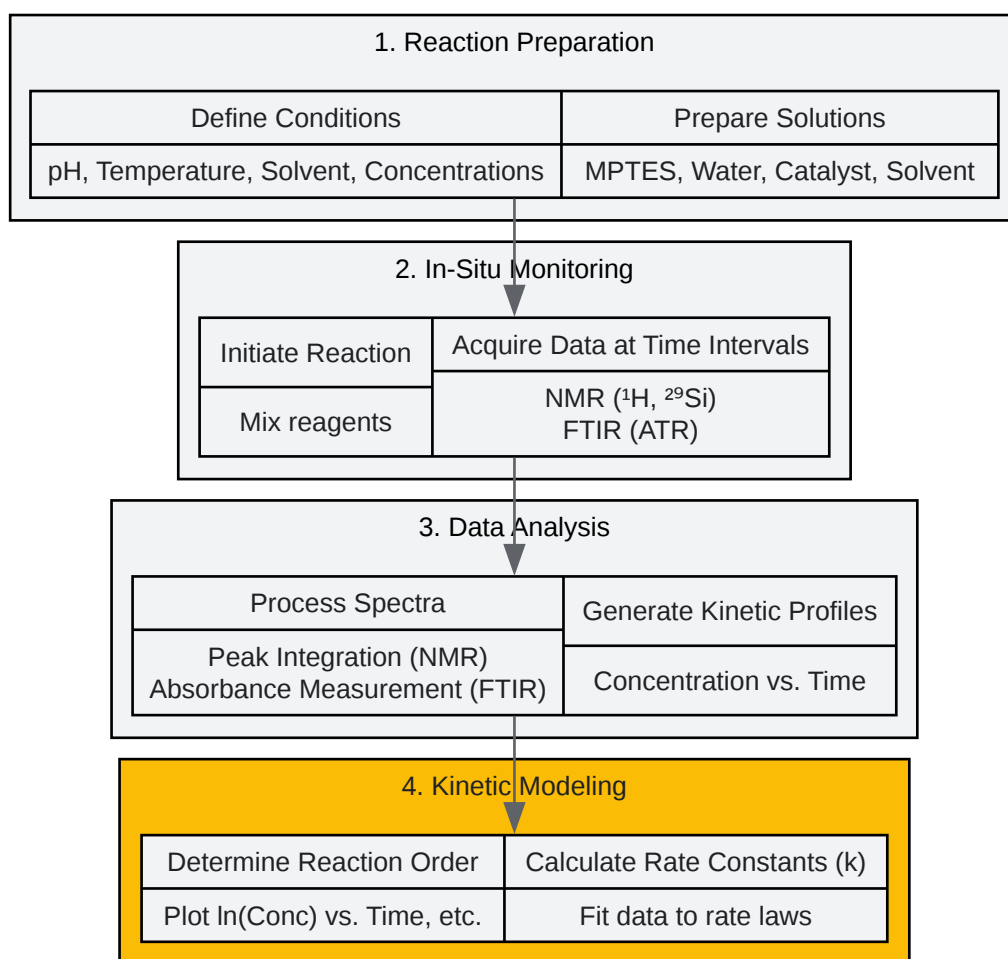 1. Reaction Preparation
Define Conditions
pH, Temperature, Solvent, Concentrations
Prepare Solutions
MPTES, Water, Catalyst, Solvent
2. In-Situ Monitoring
Initiate Reaction
Mix reagents
Acquire Data at Time Intervals
NMR (¹H, ²⁹Si)
FTIR (ATR)
3. Data Analysis
Process Spectra
Peak Integration (NMR)
Absorbance Measurement (FTIR)
Generate Kinetic Profiles
Concentration vs. Time
4. Kinetic Modeling
Determine Reaction Order
Plot ln(Conc) vs. Time, etc.
Calculate Rate Constants (k)
Fit data to rate laws